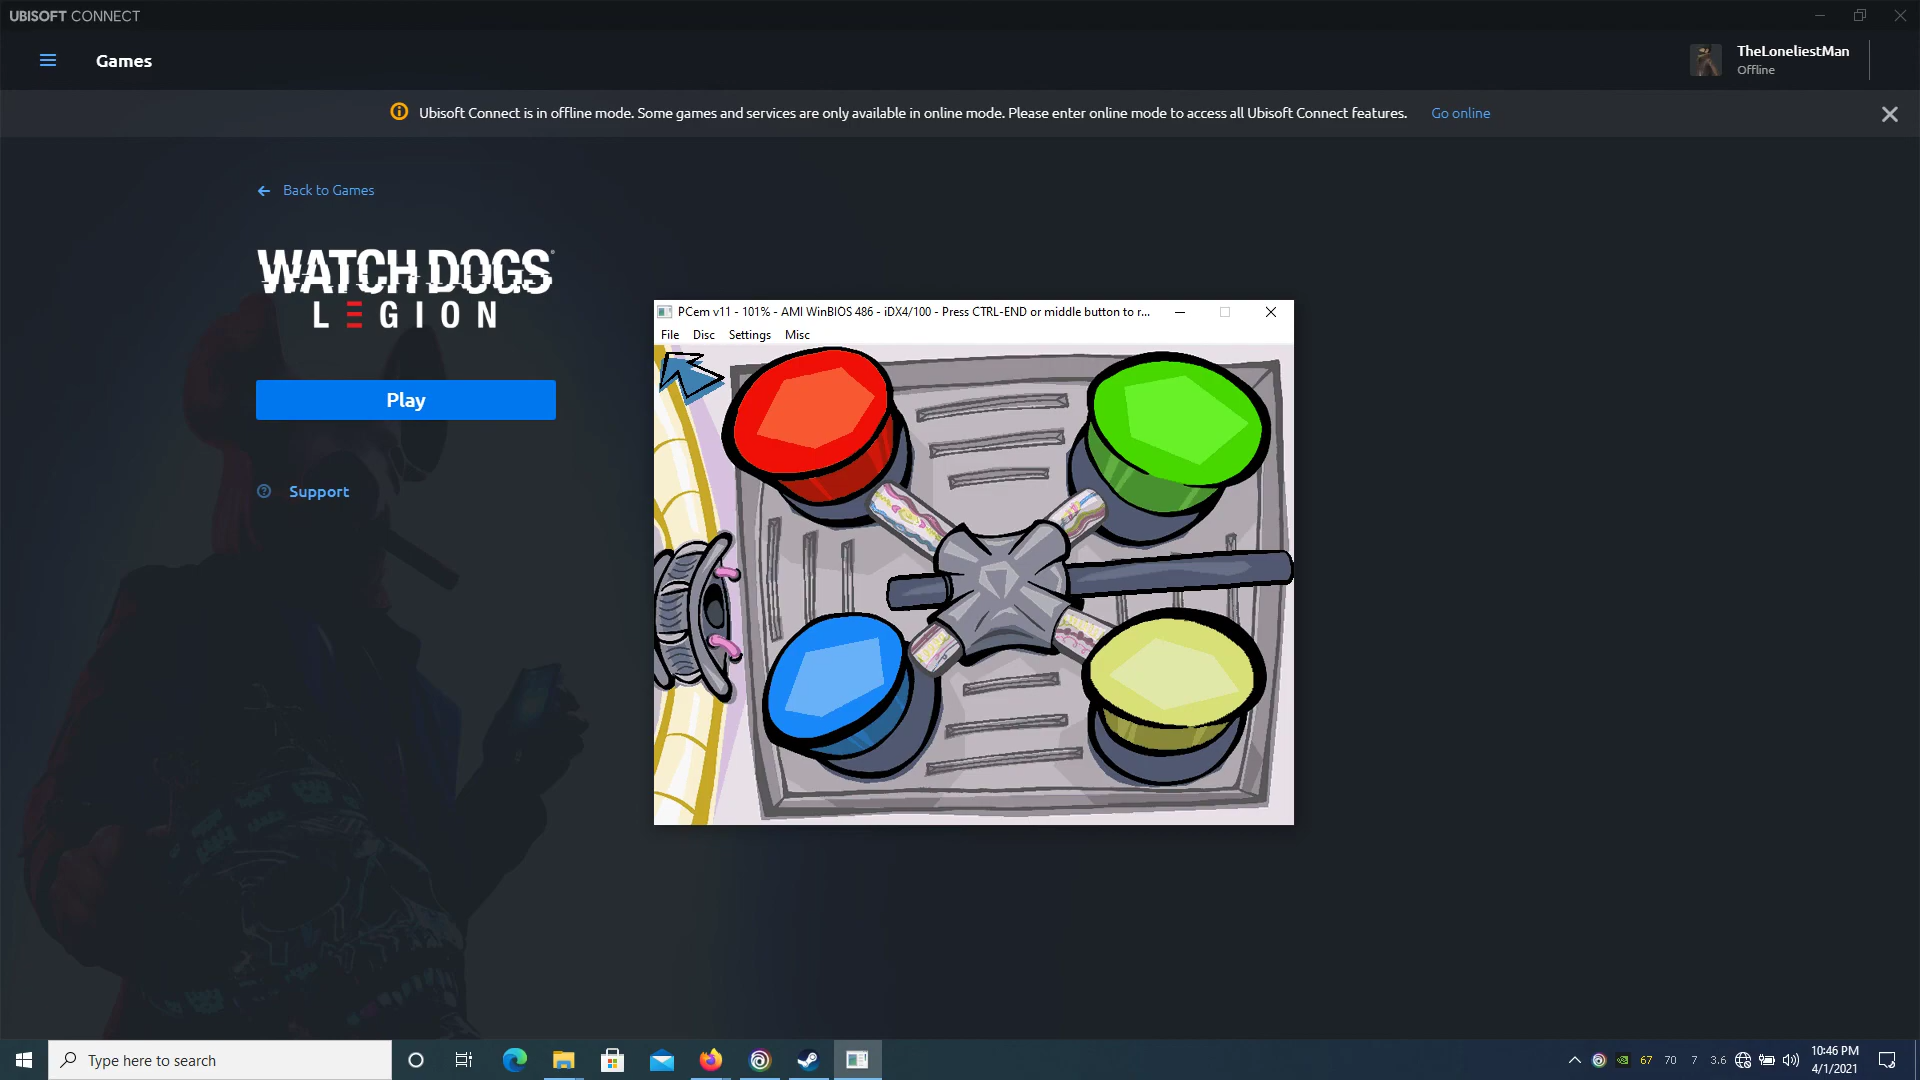 UBISOFT CONNECT
Games
TheLoneliestMan
Offline
Ubisoft Connect is in offline mode. Some games and services are only available in online mode. Please enter online mode to access all Ubisoft Connect features. Go online
Back to Games
WATCH DOGS
LEGION
Play
Support
PCem v11 - 101% - AMI WinBIOS 486 - iDX4/100 - Press CTRL-END or middle button to r...
File Disc Settings Misc
Type here to search
67 70 7 3.6
10:46 PM
4/1/2021